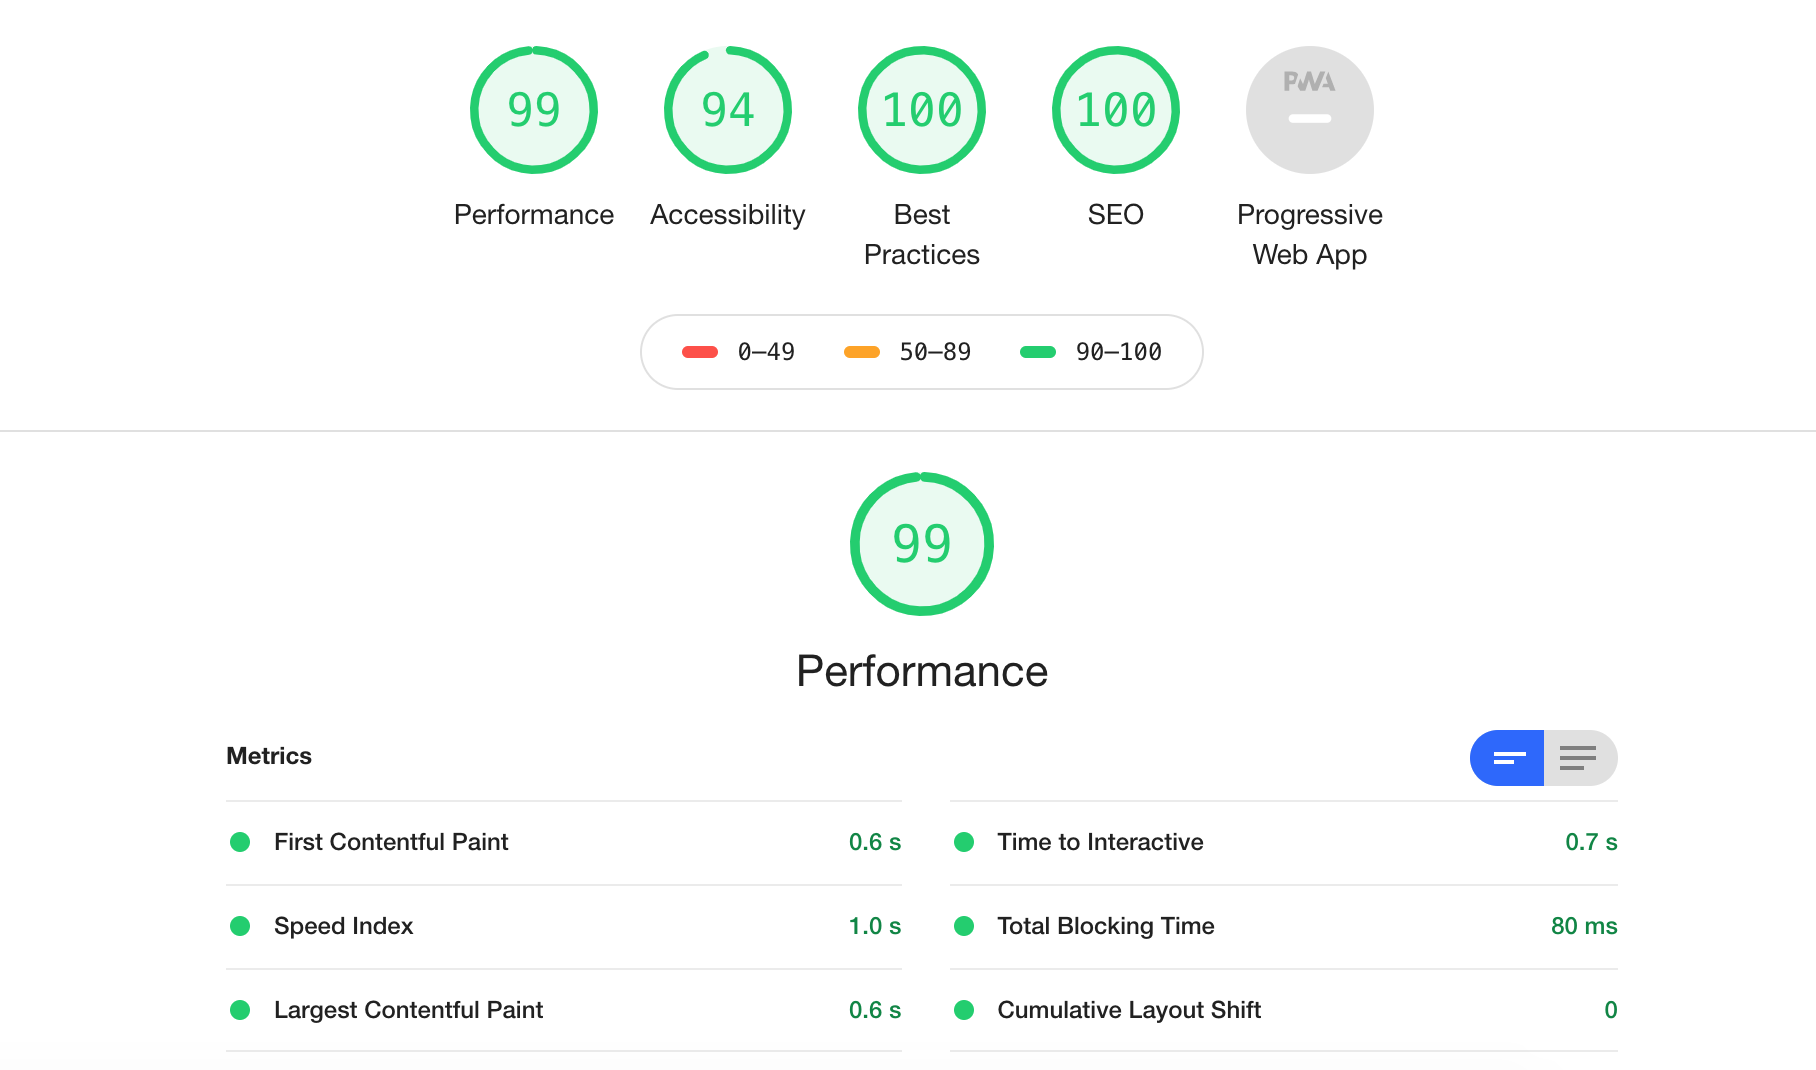 99
94
100
100
PWA
Performance
Accessibility
Best
Practices
SEO
Progressive
Web App
0–49
50–89
90–100
99
Performance
Metrics
First Contentful Paint 0.6 s
Time to Interactive 0.7 s
Speed Index 1.0 s
Total Blocking Time 80 ms
Largest Contentful Paint 0.6 s
Cumulative Layout Shift 0